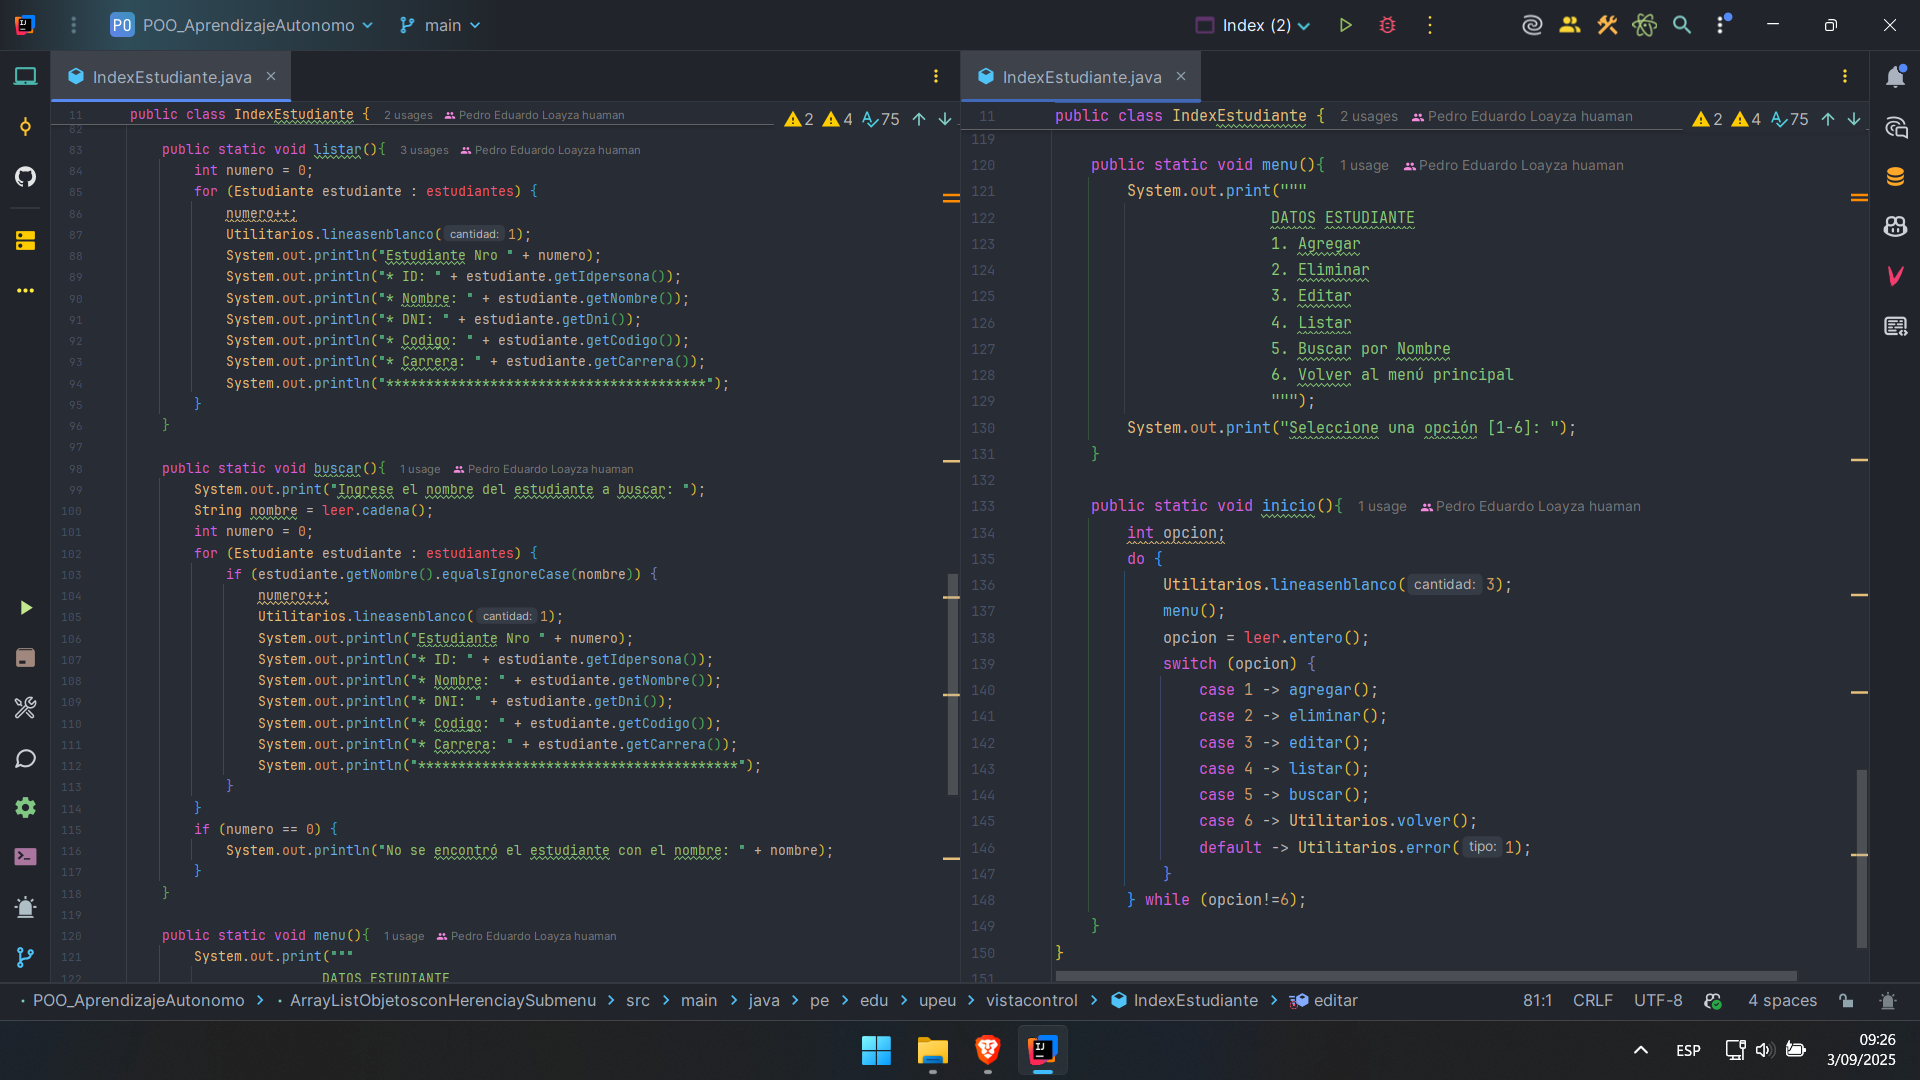 PO POO_AprendizajeAutonomo main Index (2)
IndexEstudiante.java
11 public class IndexEstudiante { 2 usages Pedro Eduardo Loayza huaman 2 4 75
82
83 public static void listar(){ 3 usages Pedro Eduardo Loayza huaman
84 int numero = 0;
85 for (Estudiante estudiante : estudiantes) {
86 numero++;
87 Utilitarios.lineasenblanco( cantidad: 1);
88 System.out.println("Estudiante Nro " + numero);
89 System.out.println("* ID: " + estudiante.getIdpersona());
90 System.out.println("* Nombre: " + estudiante.getNombre());
91 System.out.println("* DNI: " + estudiante.getDni());
92 System.out.println("* Codigo: " + estudiante.getCodigo());
93 System.out.println("* Carrera: " + estudiante.getCarrera());
94 System.out.println("****************************************");
95 }
96 }
97
98 public static void buscar(){ 1 usage Pedro Eduardo Loayza huaman
99 System.out.print("Ingrese el nombre del estudiante a buscar: ");
100 String nombre = leer.cadena();
101 int numero = 0;
102 for (Estudiante estudiante : estudiantes) {
103 if (estudiante.getNombre().equalsIgnoreCase(nombre)) {
104 numero++;
105 Utilitarios.lineasenblanco( cantidad: 1);
106 System.out.println("Estudiante Nro " + numero);
107 System.out.println("* ID: " + estudiante.getIdpersona());
108 System.out.println("* Nombre: " + estudiante.getNombre());
109 System.out.println("* DNI: " + estudiante.getDni());
110 System.out.println("* Codigo: " + estudiante.getCodigo());
111 System.out.println("* Carrera: " + estudiante.getCarrera());
112 System.out.println("****************************************");
113 }
114 }
115 if (numero == 0) {
116 System.out.println("No se encontró el estudiante con el nombre: " + nombre);
117 }
118 }
119
120 public static void menu(){ 1 usage Pedro Eduardo Loayza huaman
121 System.out.print("""
122 DATOS ESTUDIANTE
IndexEstudiante.java
11 public class IndexEstudiante { 2 usages Pedro Eduardo Loayza huaman 2 4 75
119
120 public static void menu(){ 1 usage Pedro Eduardo Loayza huaman
121 System.out.print("""
122 DATOS ESTUDIANTE
123 1. Agregar
124 2. Eliminar
125 3. Editar
126 4. Listar
127 5. Buscar por Nombre
128 6. Volver al menú principal
129 """);
130 System.out.print("Seleccione una opción [1-6]: ");
131 }
132
133 public static void inicio(){ 1 usage Pedro Eduardo Loayza huaman
134 int opcion;
135 do {
136 Utilitarios.lineasenblanco( cantidad: 3);
137 menu();
138 opcion = leer.entero();
139 switch (opcion) {
140 case 1 -> agregar();
141 case 2 -> eliminar();
142 case 3 -> editar();
143 case 4 -> listar();
144 case 5 -> buscar();
145 case 6 -> Utilitarios.volver();
146 default -> Utilitarios.error( tipo: 1);
147 }
148 } while (opcion!=6);
149 }
150 }
151
POO_AprendizajeAutonomo > ArrayListObjetosconHerenciaySubmenu > src > main > java > pe > edu > upeu > vistacontrol > IndexEstudiante > editar 81:1 CRLF UTF-8 4 spaces
ESP
09:26
3/09/2025